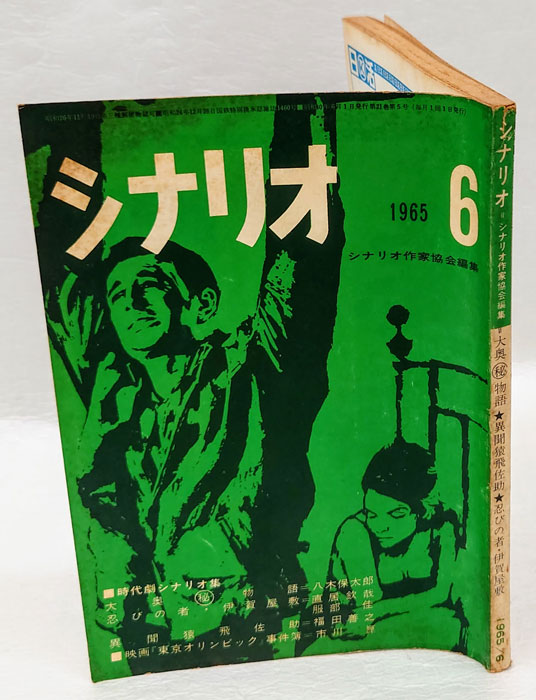 シナリオ
1965 6
シナリオ作家協会編集
■時代劇シナリオ集
大奥㊙物語＝八木保太郎
忍びの者・伊賀屋敷＝直居欽哉
服部佳
異聞猿飛佐助＝福田善之
■映画『東京オリンピック』事件簿＝市川崑
シナリオ＝シナリオ作家協会編集
大奥㊙物語★異聞猿飛佐助★忍びの者・伊賀屋敷
1965/6
日活